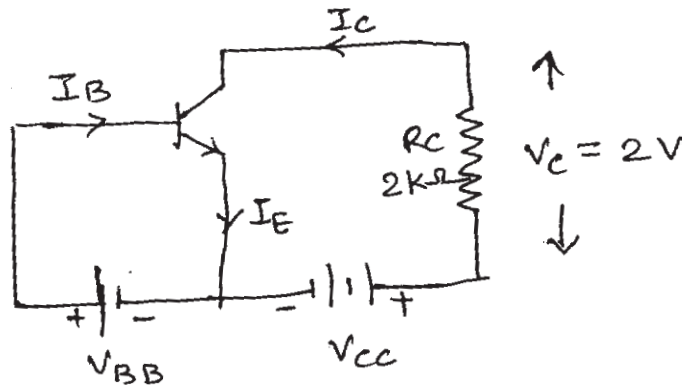 IC
IB
RC
2KΩ
VC = 2V
IE
+ - - +
VBB
VCC